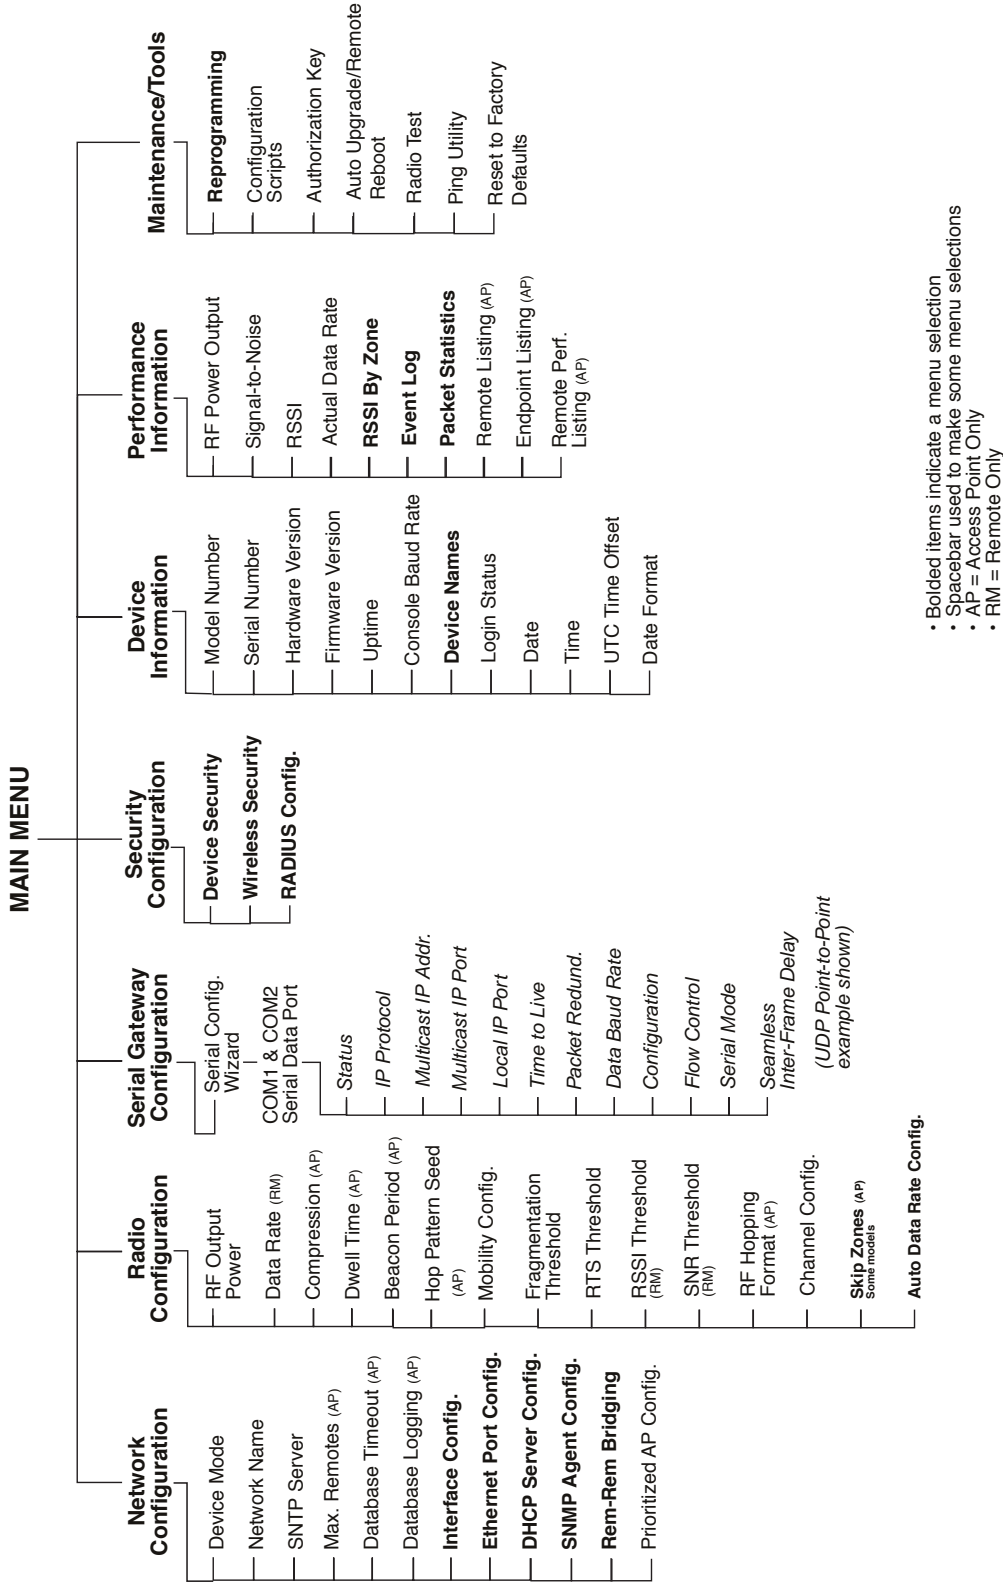 MAIN MENU
Network
Configuration
Device Mode
Network Name
SNTP Server
Max. Remotes (AP)
Database Timeout (AP)
Database Logging (AP)
Interface Config.
Ethernet Port Config.
DHCP Server Config.
SNMP Agent Config.
Rem-Rem Bridging
Prioritized AP Config.
Radio
Configuration
RF Output
Power
Data Rate (RM)
Compression (AP)
Dwell Time (AP)
Beacon Period (AP)
Hop Pattern Seed
(AP)
Mobility Config.
Fragmentation
Threshold
RTS Threshold
RSSI Threshold
(RM)
SNR Threshold
(RM)
RF Hopping
Format (AP)
Channel Config.
Skip Zones (AP)
Some models
Auto Data Rate Config.
Serial Gateway
Configuration
Serial Config.
Wizard
COM1 & COM2
Serial Data Port
Status
IP Protocol
Multicast IP Addr.
Multicast IP Port
Local IP Port
Time to Live
Packet Redund.
Data Baud Rate
Configuration
Flow Control
Serial Mode
Seamless
Inter-Frame Delay
(UDP Point-to-Point
example shown)
Security
Configuration
Device Security
Wireless Security
RADIUS Config.
Device
Information
Model Number
Serial Number
Hardware Version
Firmware Version
Uptime
Console Baud Rate
Device Names
Login Status
Date
Time
UTC Time Offset
Date Format
Performance
Information
RF Power Output
Signal-to-Noise
RSSI
Actual Data Rate
RSSI By Zone
Event Log
Packet Statistics
Remote Listing (AP)
Endpoint Listing (AP)
Remote Perf.
Listing (AP)
Maintenance/Tools
Reprogramming
Configuration
Scripts
Authorization Key
Auto Upgrade/Remote
Reboot
Radio Test
Ping Utility
Reset to Factory
Defaults
• Bolded items indicate a menu selection
• Spacebar used to make some menu selections
• AP = Access Point Only
• RM = Remote Only